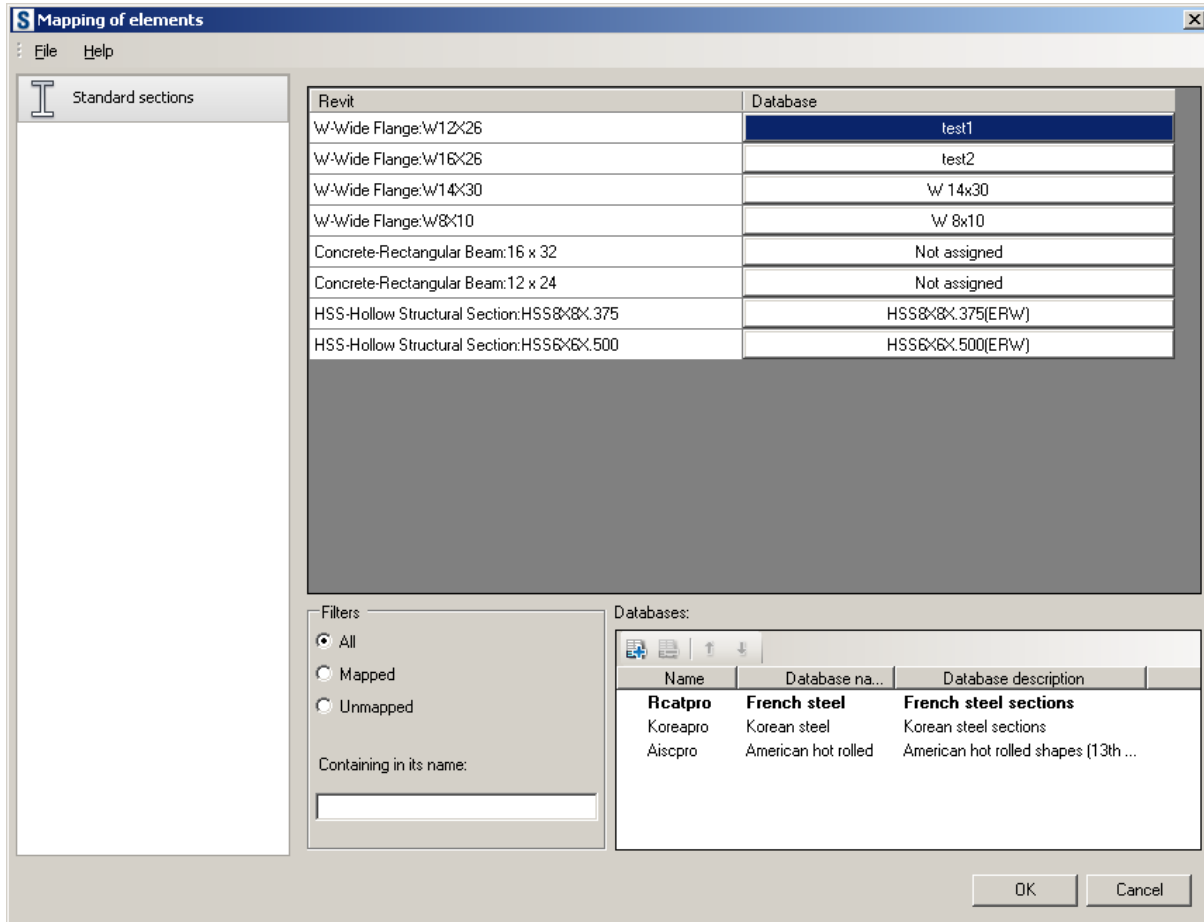 S Mapping of elements
File Help
Standard sections
Revit Database
W-Wide Flange:W12X26 test1
W-Wide Flange:W16X26 test2
W-Wide Flange:W14X30 W 14x30
W-Wide Flange:W8X10 W 8x10
Concrete-Rectangular Beam:16 x 32 Not assigned
Concrete-Rectangular Beam:12 x 24 Not assigned
HSS-Hollow Structural Section:HSS8X8X.375 HSS8X8X.375(ERW)
HSS-Hollow Structural Section:HSS6X6X.500 HSS6X6X.500(ERW)
Filters
All
Mapped
Unmapped
Containing in its name:
Databases:
Name Database na... Database description
Rcatpro French steel French steel sections
Koreapro Korean steel Korean steel sections
Aiscpro American hot rolled American hot rolled shapes (13th ...
OK Cancel